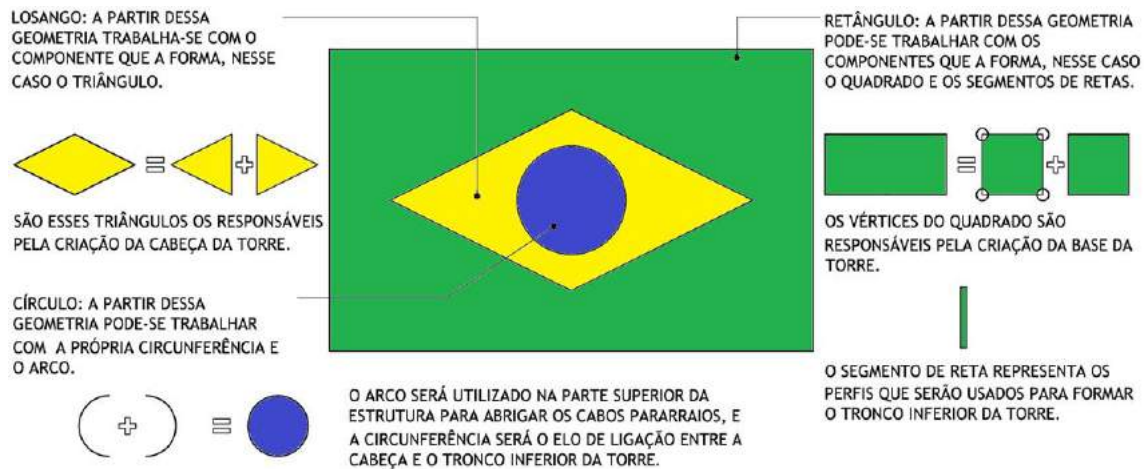 LOSANGO: A PARTIR DESSA
GEOMETRIA TRABALHA-SE COM O
COMPONENTE QUE A FORMA, NESSE
CASO O TRIÂNGULO.
SÃO ESSES TRIÂNGULOS OS RESPONSÁVEIS
PELA CRIAÇÃO DA CABEÇA DA TORRE.
CÍRCULO: A PARTIR DESSA
GEOMETRIA PODE-SE TRABALHAR
COM A PRÓPRIA CIRCUNFERÊNCIA E
O ARCO.
O ARCO SERÁ UTILIZADO NA PARTE SUPERIOR DA
ESTRUTURA PARA ABRIGAR OS CABOS PARARRAIOS, E
A CIRCUNFERÊNCIA SERÁ O ELO DE LIGAÇÃO ENTRE A
CABEÇA E O TRONCO INFERIOR DA TORRE.
RETÂNGULO: A PARTIR DESSA GEOMETRIA
PODE-SE TRABALHAR COM OS
COMPONENTES QUE A FORMA, NESSE CASO
O QUADRADO E OS SEGMENTOS DE RETAS.
OS VÉRTICES DO QUADRADO SÃO
RESPONSÁVEIS PELA CRIAÇÃO DA BASE DA
TORRE.
O SEGMENTO DE RETA REPRESENTA OS
PERFIS QUE SERÃO USADOS PARA FORMAR
O TRONCO INFERIOR DA TORRE.